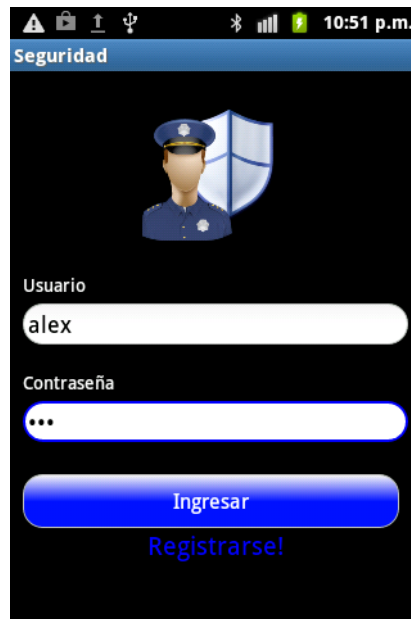 10:51 p.m.
Seguridad
Usuario
alex
Contraseña
•••
Ingresar
Registrarse!